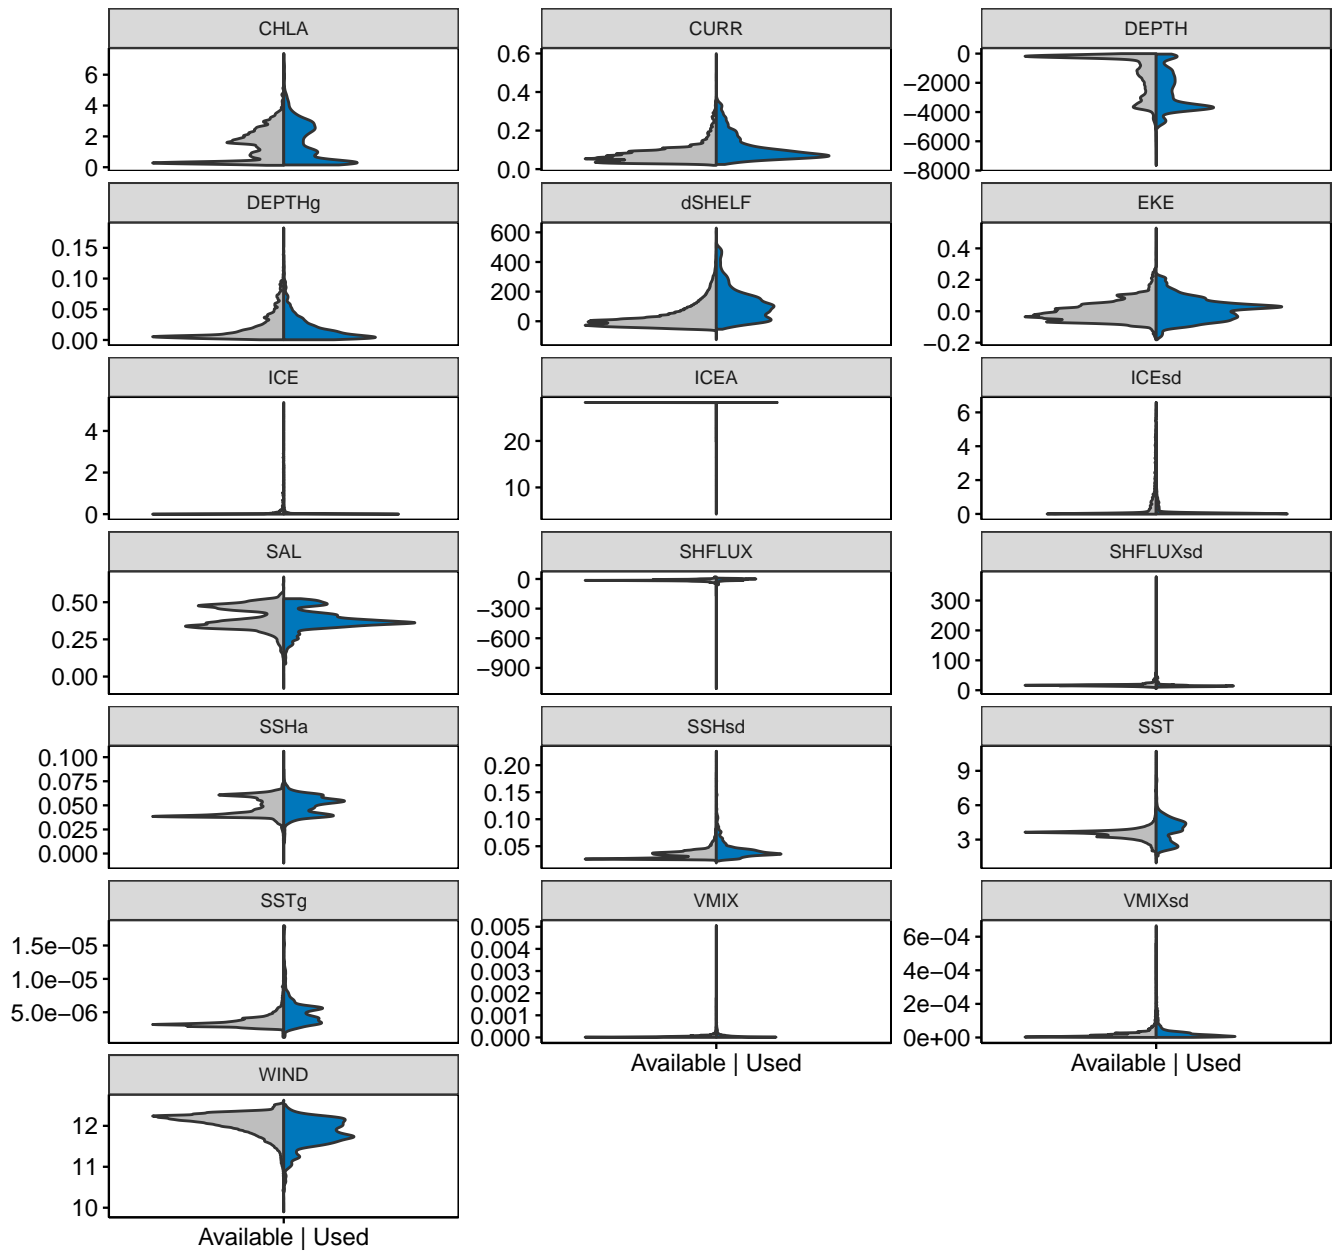 CHLA
CURR
DEPTH
6
4
2
0
0.6
0.4
0.2
0.0
0
−2000
−4000
−6000
−8000
DEPTHg
dSHELF
EKE
0.15
0.10
0.05
0.00
600
400
200
0
0.4
0.2
0.0
−0.2
ICE
ICEA
ICEsd
4
2
0
20
10
6
4
2
0
SAL
SHFLUX
SHFLUXsd
0.50
0.25
0.00
0
−300
−600
−900
300
200
100
0
SSHa
SSHsd
SST
0.100
0.075
0.050
0.025
0.000
0.20
0.15
0.10
0.05
9
6
3
SSTg
VMIX
VMIXsd
1.5e−05
1.0e−05
5.0e−06
0.005
0.004
0.003
0.002
0.001
0.000
6e−04
4e−04
2e−04
0e+00
Available | Used
Available | Used
WIND
12
11
10
Available | Used